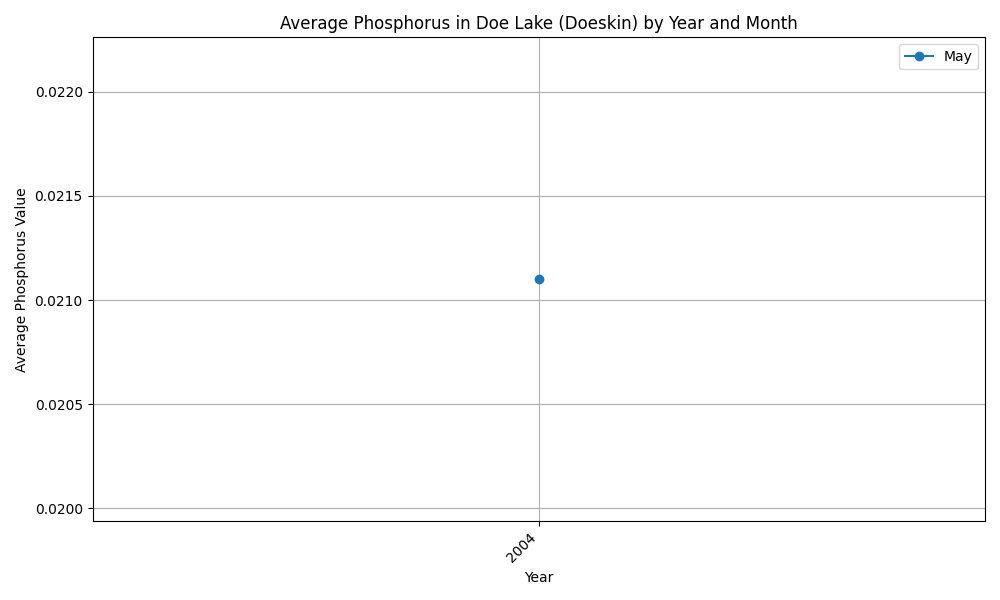 Average Phosphorus in Doe Lake (Doeskin) by Year and Month
May
0.0220
0.0215
0.0210
0.0205
0.0200
Average Phosphorus Value
2004
Year